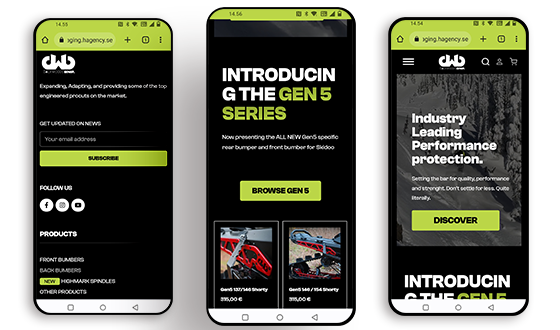 14.55
aging.hagency.se
1
dwb
Expanding, Adapting, and providing some of the top
engineered procuts on the market.
GET UPDATED ON NEWS
Your email address
SUBSCRIBE
FOLLOW US
PRODUCTS
FRONT BUMBERS
BACK BUMBERS
NEW HIGHMARK SPINDLES
OTHER PRODUCTS
14.56
INTRODUCIN
G THE GEN 5
SERIES
Now presenting the ALL NEW Gen5 specific
rear bumper and front bumber for Skidoo
BROWSE GEN 5
Gen5 137/146 Shorty
315,00 €
Gen5 146 / 154 Shorty
315,00 €
14.54
aging.hagency.se
1
dwb
Industry
Leading
Performance
protection.
Setting the bar for quality, performance
and strenght. Don't settle for less. Quite
literally.
DISCOVER
INTRODUCIN
G THE GEN 5